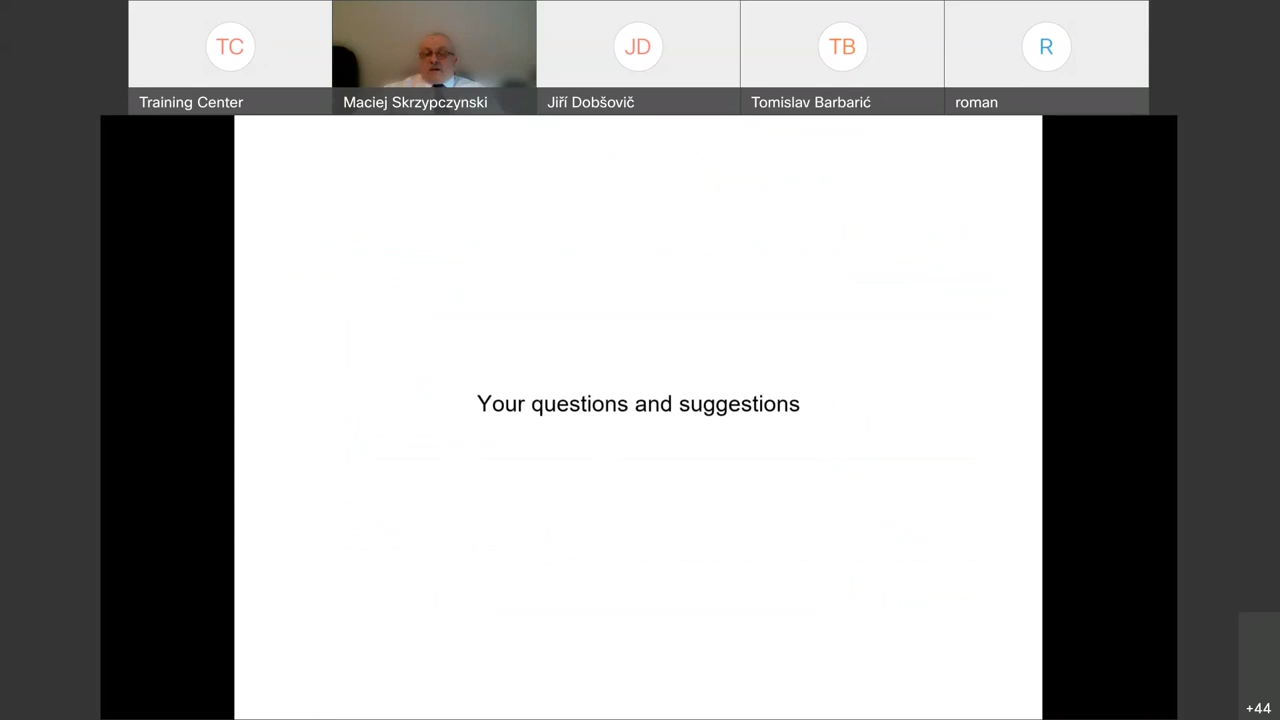 TC
JD
TB
R
Training Center
Maciej Skrzypczynski
Jiří Dobšovič
Tomislav Barbarić
roman
Your questions and suggestions
+44